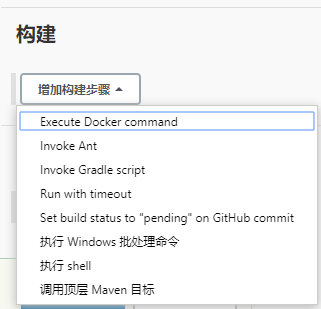 构建
增加构建步骤
Execute Docker command
Invoke Ant
Invoke Gradle script
Run with timeout
Set build status to "pending" on GitHub commit
执行 Windows 批处理命令
执行 shell
调用顶层 Maven 目标